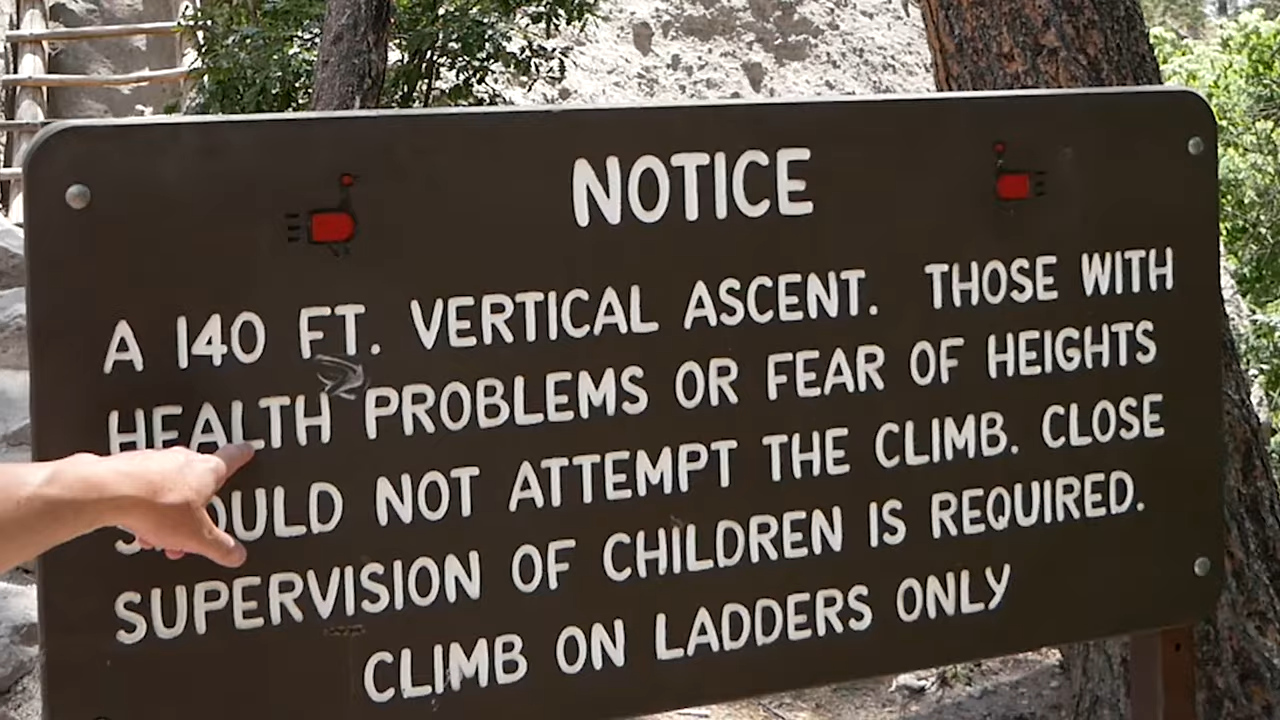 NOTICE
A 140 FT. VERTICAL ASCENT. THOSE WITH
HEALTH PROBLEMS OR FEAR OF HEIGHTS
SHOULD NOT ATTEMPT THE CLIMB. CLOSE
SUPERVISION OF CHILDREN IS REQUIRED.
CLIMB ON LADDERS ONLY